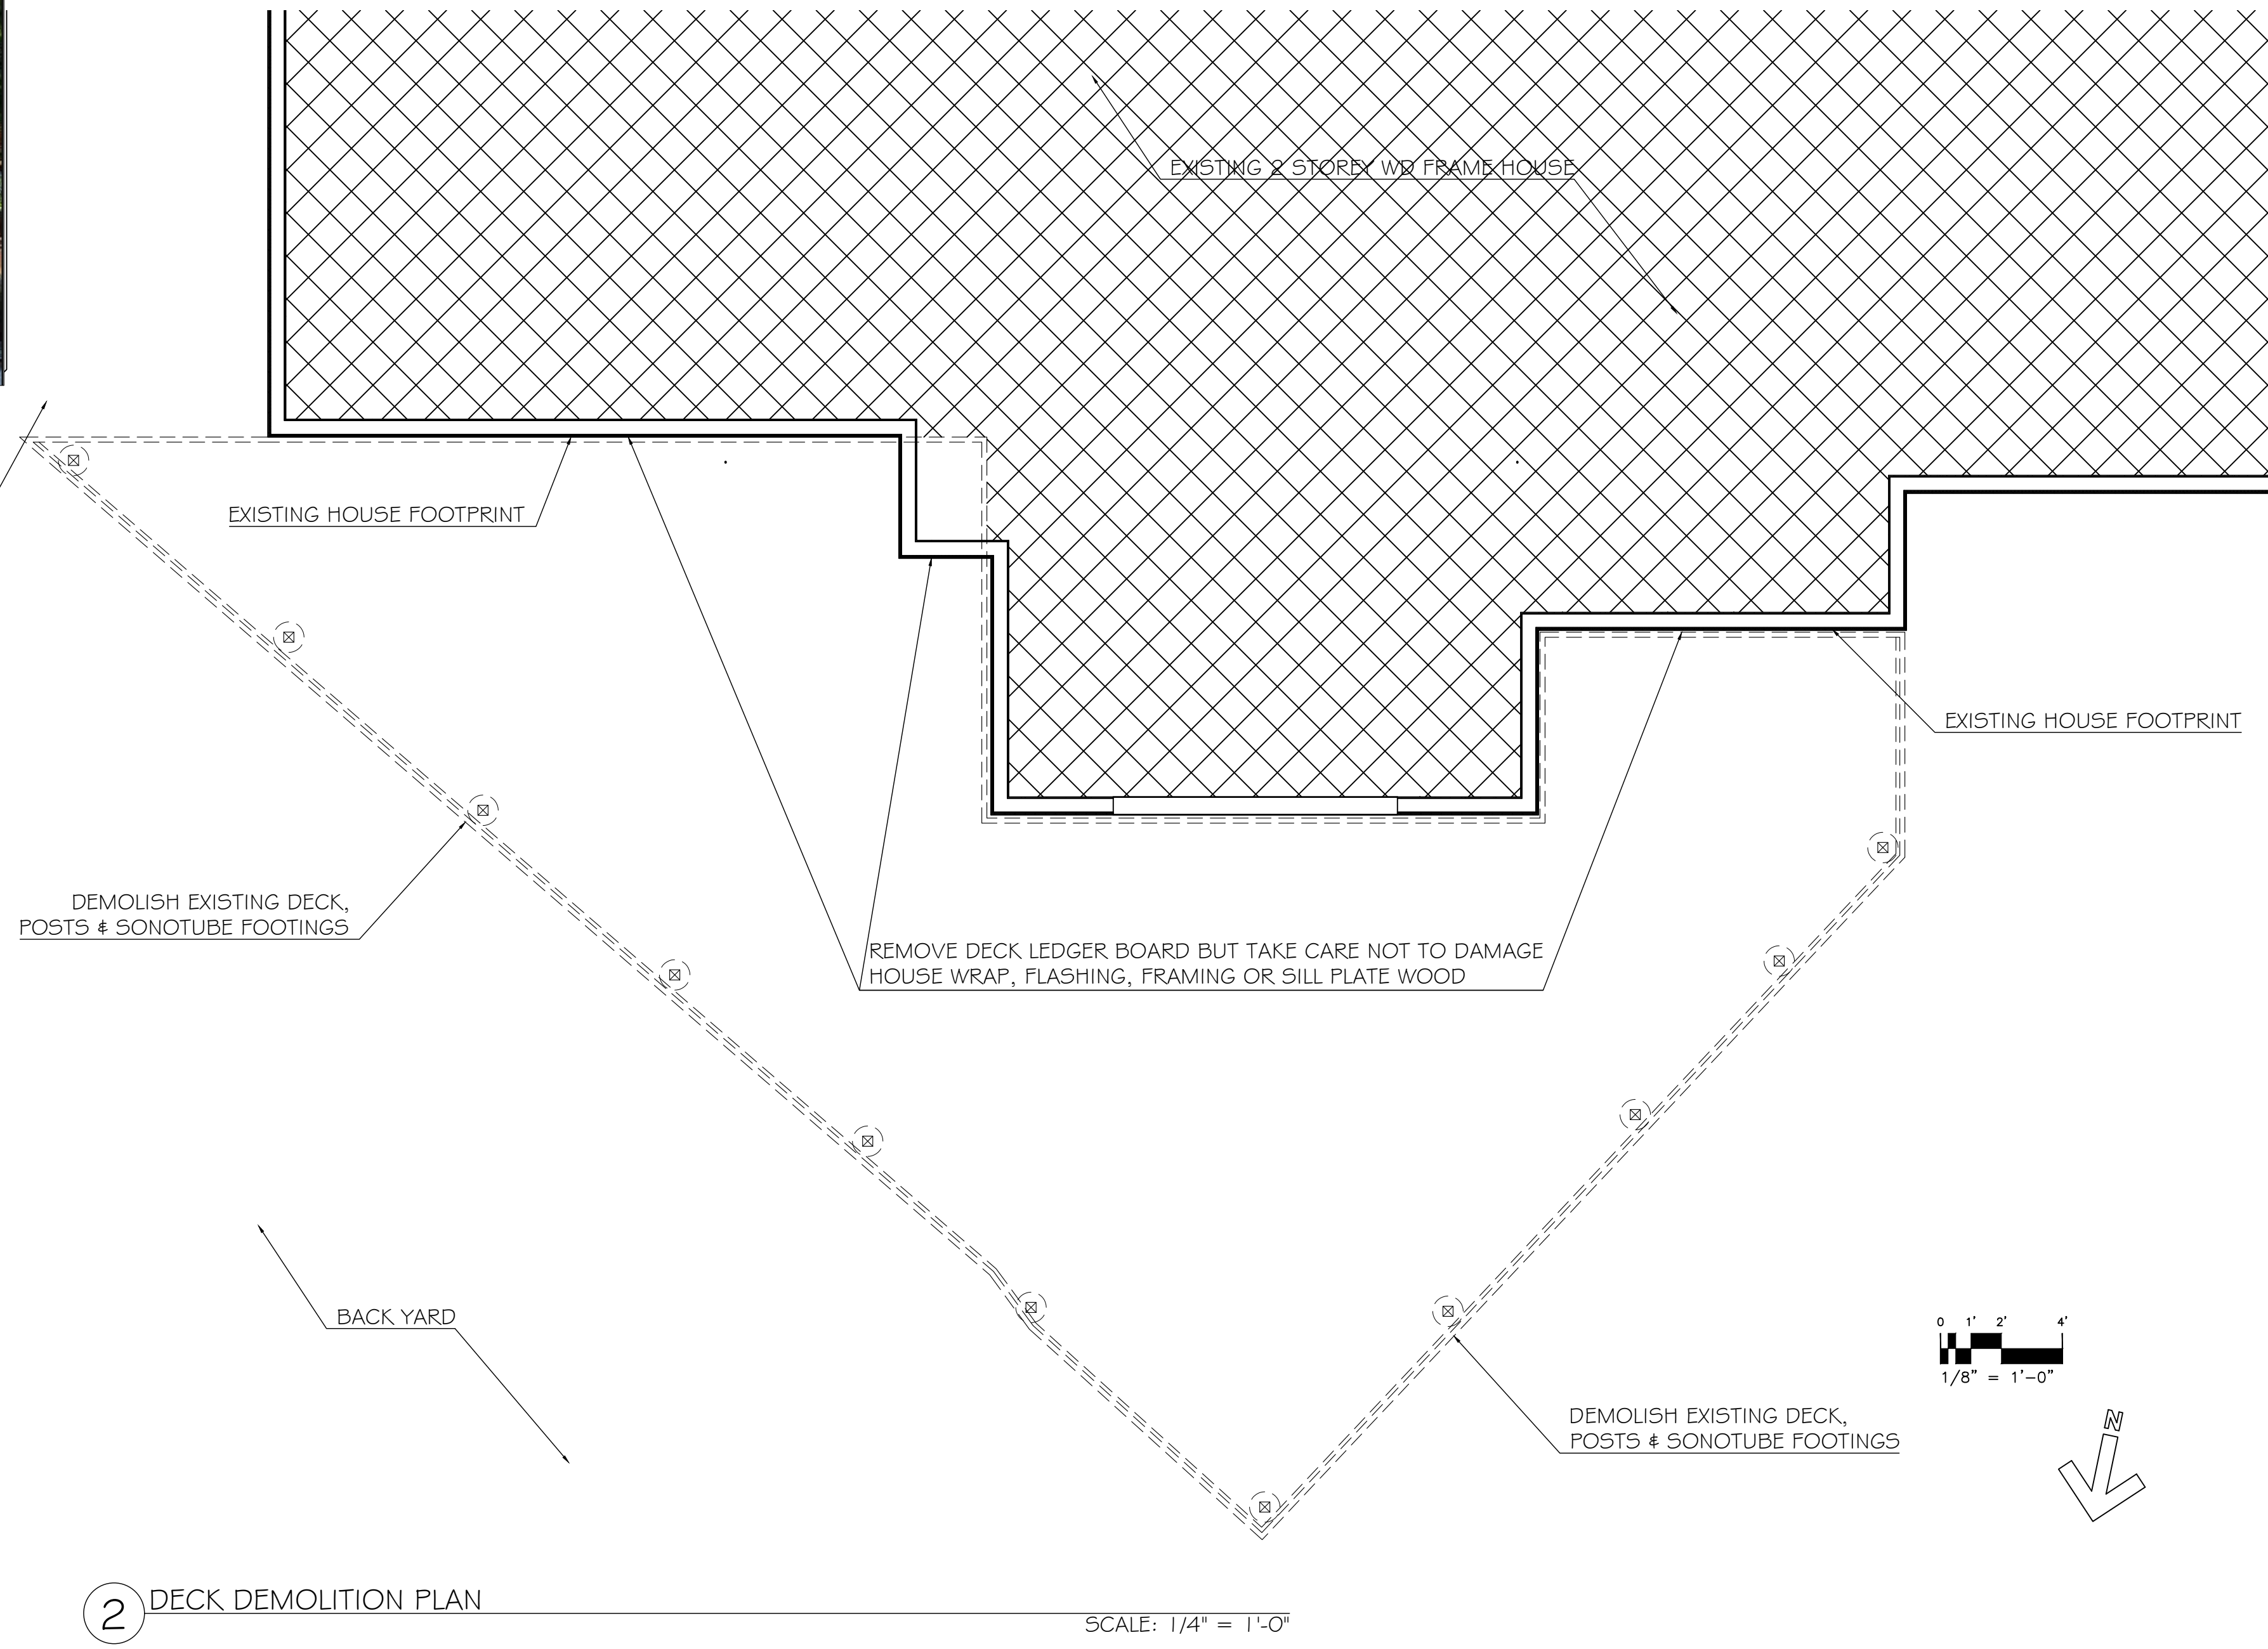 EXISTING 2 STOREY WD FRAME HOUSE
EXISTING HOUSE FOOTPRINT
EXISTING HOUSE FOOTPRINT
DEMOLISH EXISTING DECK,
POSTS & SONOTUBE FOOTINGS
REMOVE DECK LEDGER BOARD BUT TAKE CARE NOT TO DAMAGE
HOUSE WRAP, FLASHING, FRAMING OR SILL PLATE WOOD
BACK YARD
0 1' 2' 4'
1/8" = 1'-0"
DEMOLISH EXISTING DECK,
POSTS & SONOTUBE FOOTINGS
N
2 DECK DEMOLITION PLAN
SCALE: 1/4" = 1'-0"